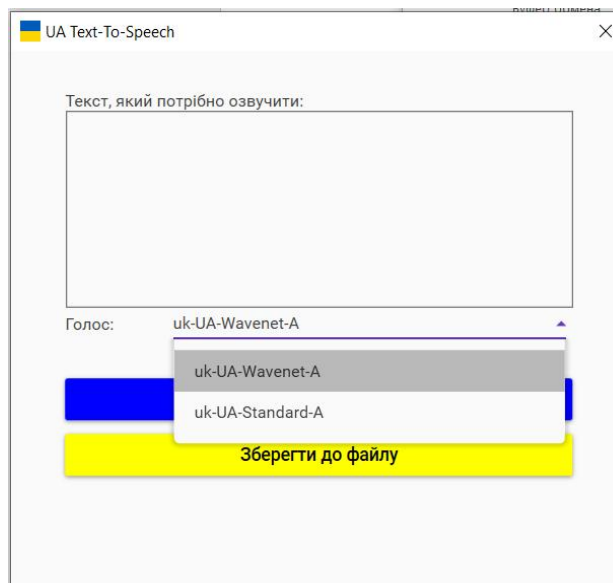 UA Text-To-Speech
Текст, який потрібно озвучити:
Голос: uk-UA-Wavenet-A
uk-UA-Wavenet-A
uk-UA-Standard-A
Зберегти до файлу